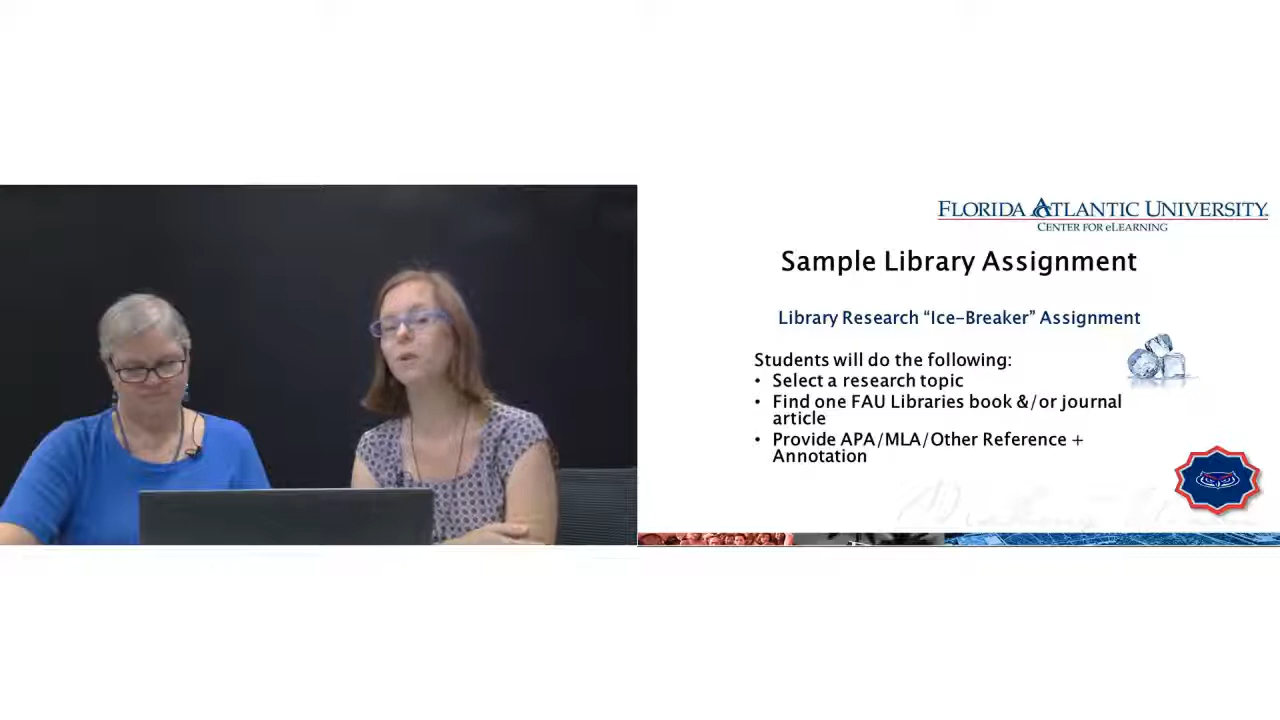 FLORIDA ATLANTIC UNIVERSITY
CENTER FOR eLEARNING
Sample Library Assignment
Library Research “Ice-Breaker” Assignment
Students will do the following:
• Select a research topic
• Find one FAU Libraries book &/or journal
article
• Provide APA/MLA/Other Reference +
Annotation